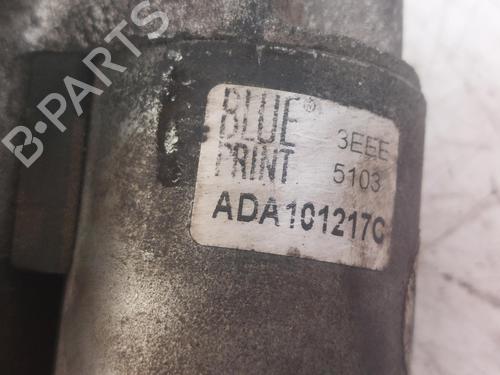 B-PARTS
BLUE® 3EEE
PRINT 5103
ADA101217C